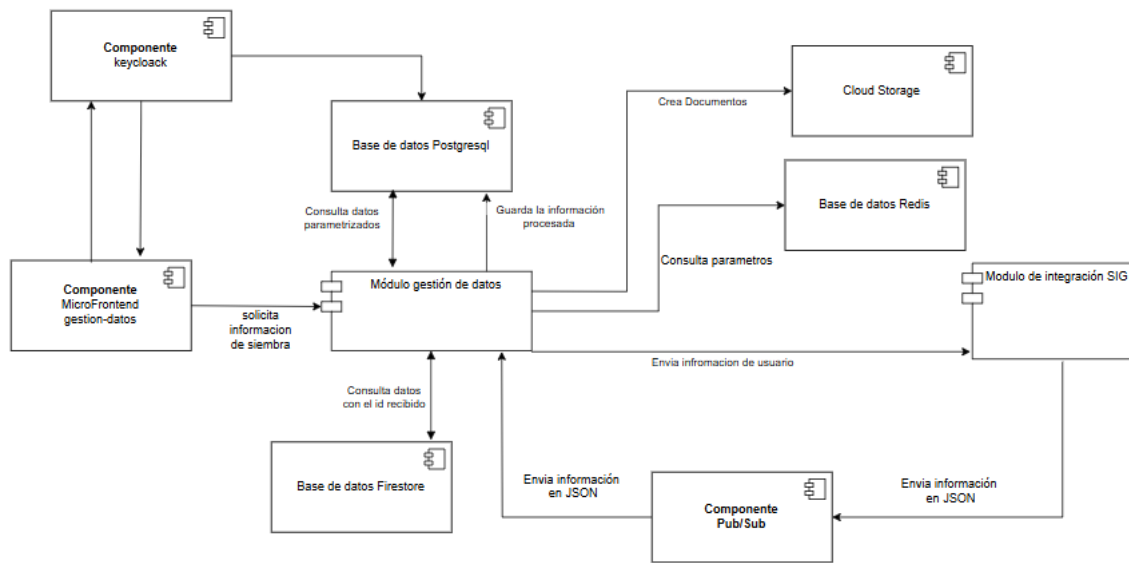 Componente
keycloack
Cloud Storage
Crea Documentos
Base de datos Postgresql
Base de datos Redis
Consulta datos
parametrizados
Guarda la información
procesada
Consulta parametros
Componente
MicroFrontend
gestion-datos
Módulo gestión de datos
Modulo de integración SIG
solicita
informacion
de siembra
Envia infromacion de usuario
Consulta datos
con el id recibido
Base de datos Firestore
Envia información
en JSON
Envia información
en JSON
Componente
Pub/Sub